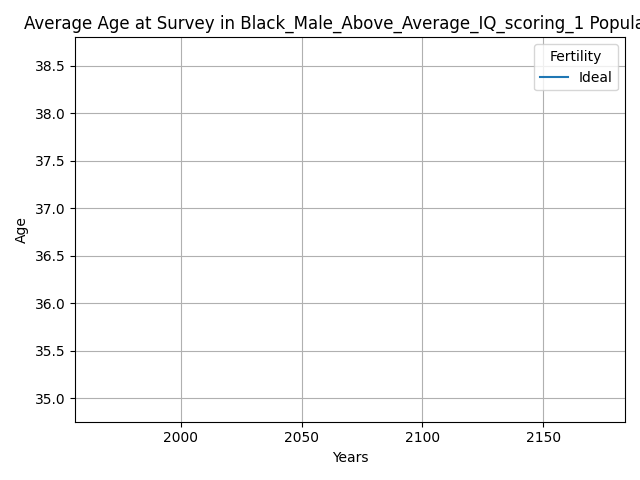 Average Age at Survey in Black_Male_Above_Average_IQ_scoring_1 Popula
Fertility
Ideal
38.5
38.0
37.5
37.0
36.5
36.0
35.5
35.0
Age
2000 2050 2100 2150
Years